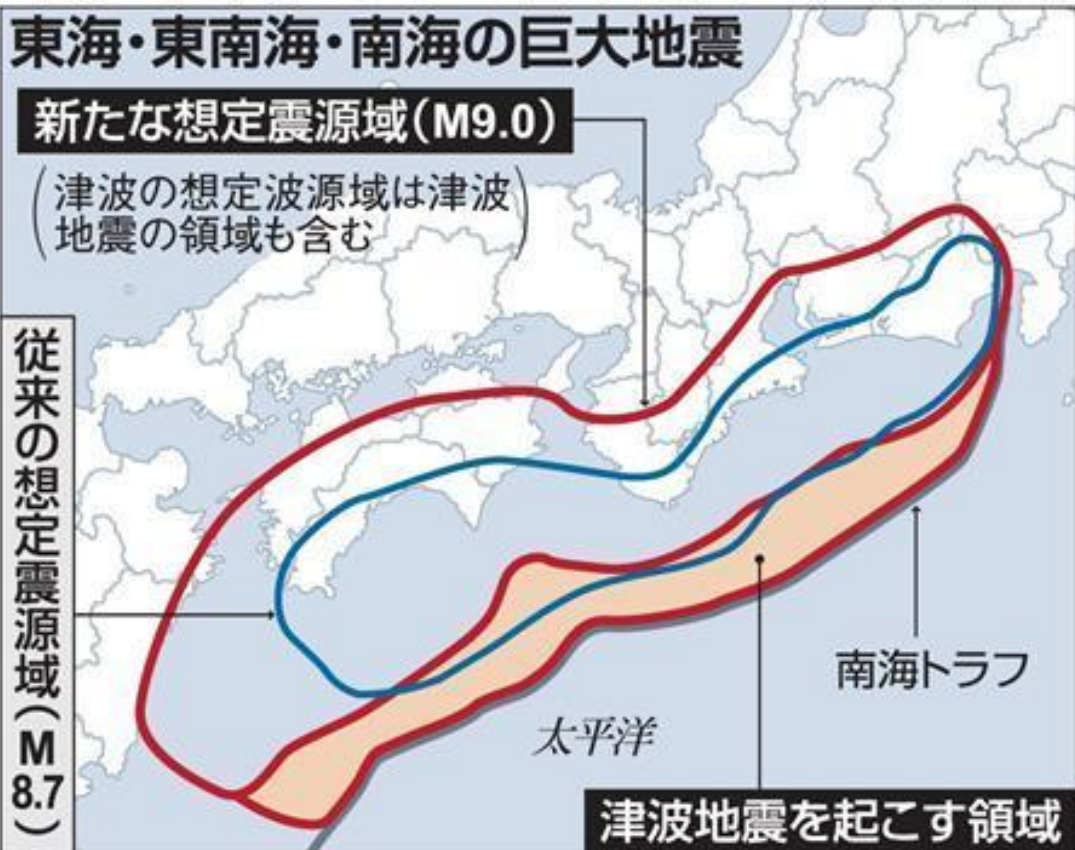 東海・東南海・南海の巨大地震
新たな想定震源域(M9.0)
(津波の想定波源域は津波
地震の領域も含む)
従来の想定震源域(M8.7)
南海トラフ
太平洋
津波地震を起こす領域